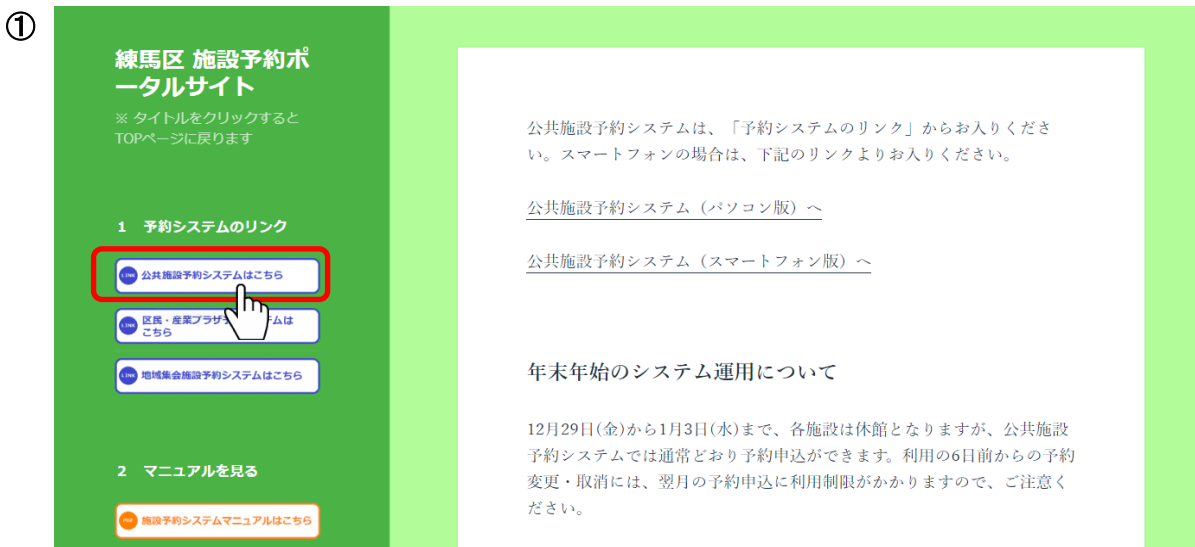 ①
練馬区 施設予約ポ
ータルサイト
※ タイトルをクリックすると
TOPページに戻ります
1 予約システムのリンク
LINK 公共施設予約システムはこちら
LINK 区民・産業プラザ
ムは
こちら
LINK 地域集会施設予約システムはこちら
2 マニュアルを見る
PDF 施設予約システムマニュアルはこちら
公共施設予約システムは、「予約システムのリンク」からお入りくださ
い。スマートフォンの場合は、下記のリンクよりお入りください。
公共施設予約システム（パソコン版）へ
公共施設予約システム（スマートフォン版）へ
年末年始のシステム運用について
12月29日(金)から1月3日(水)まで、各施設は休館となりますが、公共施設
予約システムでは通常どおり予約申込ができます。利用の6日前からの予約
変更・取消には、翌月の予約申込に利用制限がかかりますので、ご注意く
ださい。